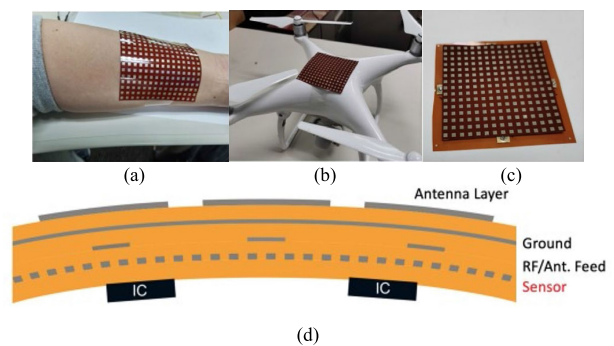 (a)
(b)
(c)
Antenna Layer
Ground
RF/Ant. Feed
Sensor
IC
IC
(d)